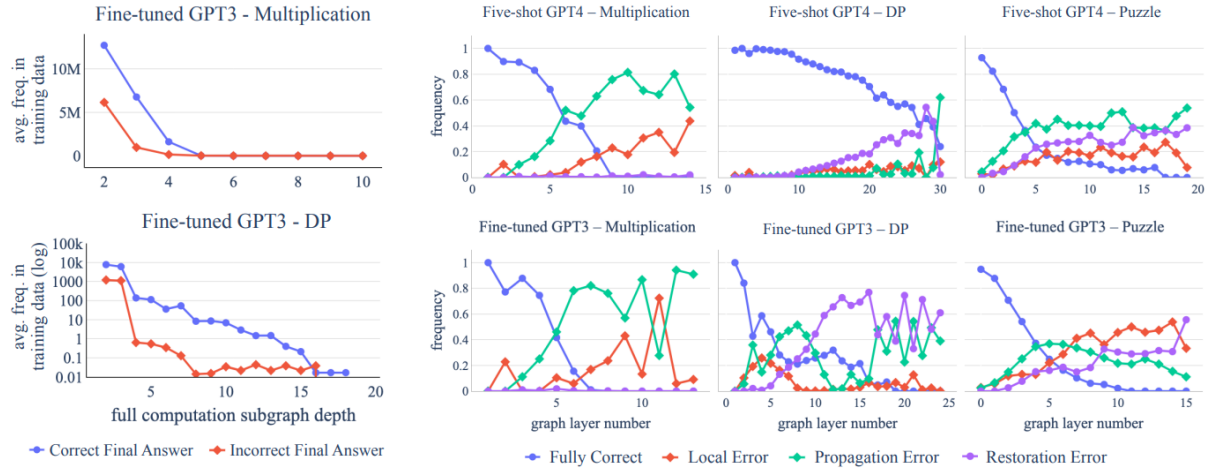 Fine-tuned GPT3 - Multiplication
avg. freq. in
training data
10M
5M
0
2 4 6 8 10
Fine-tuned GPT3 - DP
avg. freq. in
training data (log)
100k
10k
1000
100
10
1
0.1
0.01
5 10 15 20
full computation subgraph depth
Correct Final Answer Incorrect Final Answer
Five-shot GPT4 – Multiplication
frequency
1
0.8
0.6
0.4
0.2
0
0 5 10 15
Five-shot GPT4 – DP
0 10 20 30
Five-shot GPT4 – Puzzle
0 5 10 15 20
Fine-tuned GPT3 – Multiplication
frequency
1
0.8
0.6
0.4
0.2
0
0 5 10
graph layer number
Fine-tuned GPT3 – DP
0 5 10 15 20 25
graph layer number
Fine-tuned GPT3 – Puzzle
0 5 10 15
graph layer number
Fully Correct Local Error Propagation Error Restoration Error